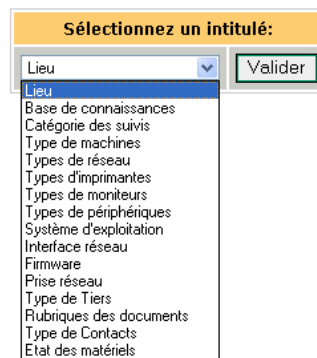 Sélectionnez un intitulé:
Lieu Valider
Lieu
Base de connaissances
Catégorie des suivis
Type de machines
Types de réseau
Types d'imprimantes
Types de moniteurs
Types de périphériques
Système d'exploitation
Interface réseau
Firmware
Prise réseau
Type de Tiers
Rubriques des documents
Type de Contacts
Etat des matériels